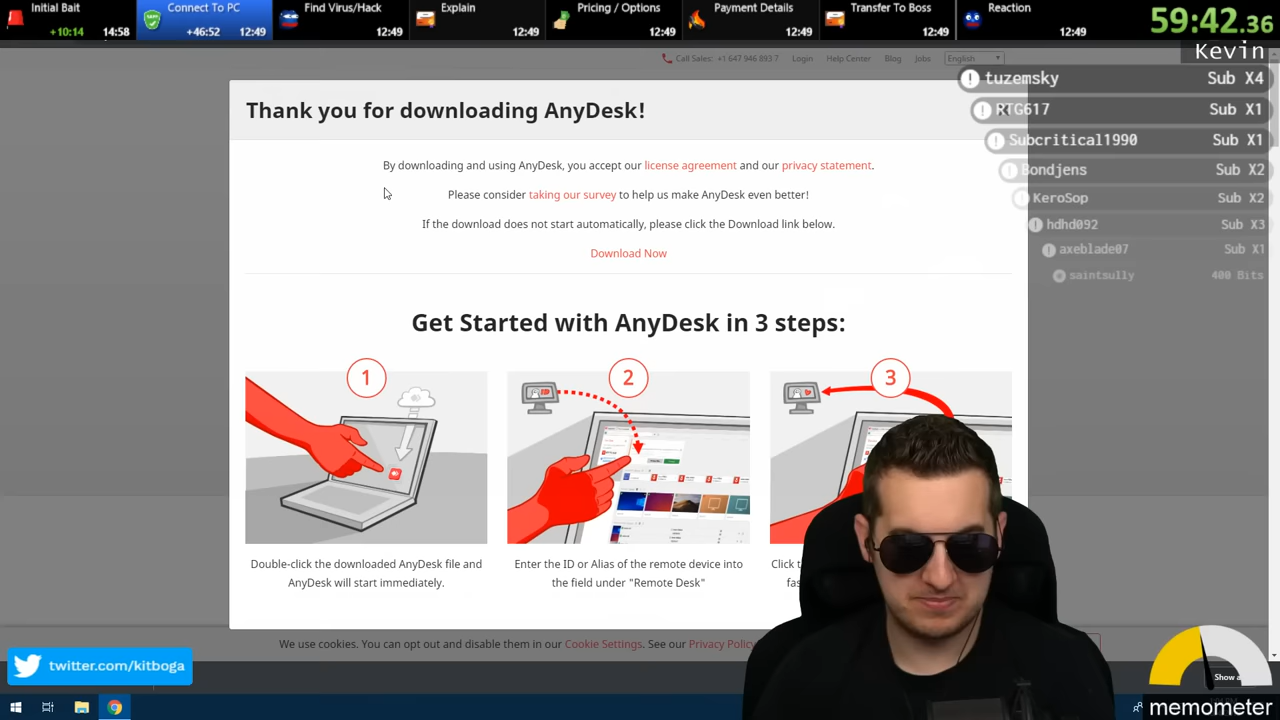 Initial Bait
+10:14 14:58
Connect To PC
+46:52 12:49
Find Virus/Hack
12:49
Explain
12:49
Pricing / Options
12:49
Payment Details
12:49
Transfer To Boss
12:49
Reaction
12:49
59:42.36
Kevin
Call Sales: +1 647 946 893 7
Login
Help Center
Blog
Jobs
English
tuzemsky Sub X4
RTG617 Sub X1
Subcritical1990 Sub X1
Bondjens Sub X2
KeroSop Sub X2
hdhd092 Sub X3
axeblade07 Sub X1
saintsully 400 Bits
Thank you for downloading AnyDesk!
By downloading and using AnyDesk, you accept our license agreement and our privacy statement.
Please consider taking our survey to help us make AnyDesk even better!
If the download does not start automatically, please click the Download link below.
Download Now
Get Started with AnyDesk in 3 steps:
1
2
3
Double-click the downloaded AnyDesk file and
AnyDesk will start immediately.
Enter the ID or Alias of the remote device into
the field under "Remote Desk"
We use cookies. You can opt out and disable them in our Cookie Settings. See our Privacy Policy
twitter.com/kitboga
Show a
memometer